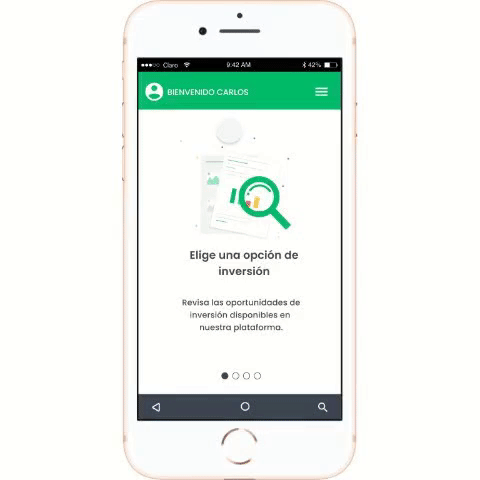 Claro 9:42 AM 42%
BIENVENIDO CARLOS
Elige una opción de
inversión
Revisa las oportunidades de
inversión disponibles en
nuestra plataforma.